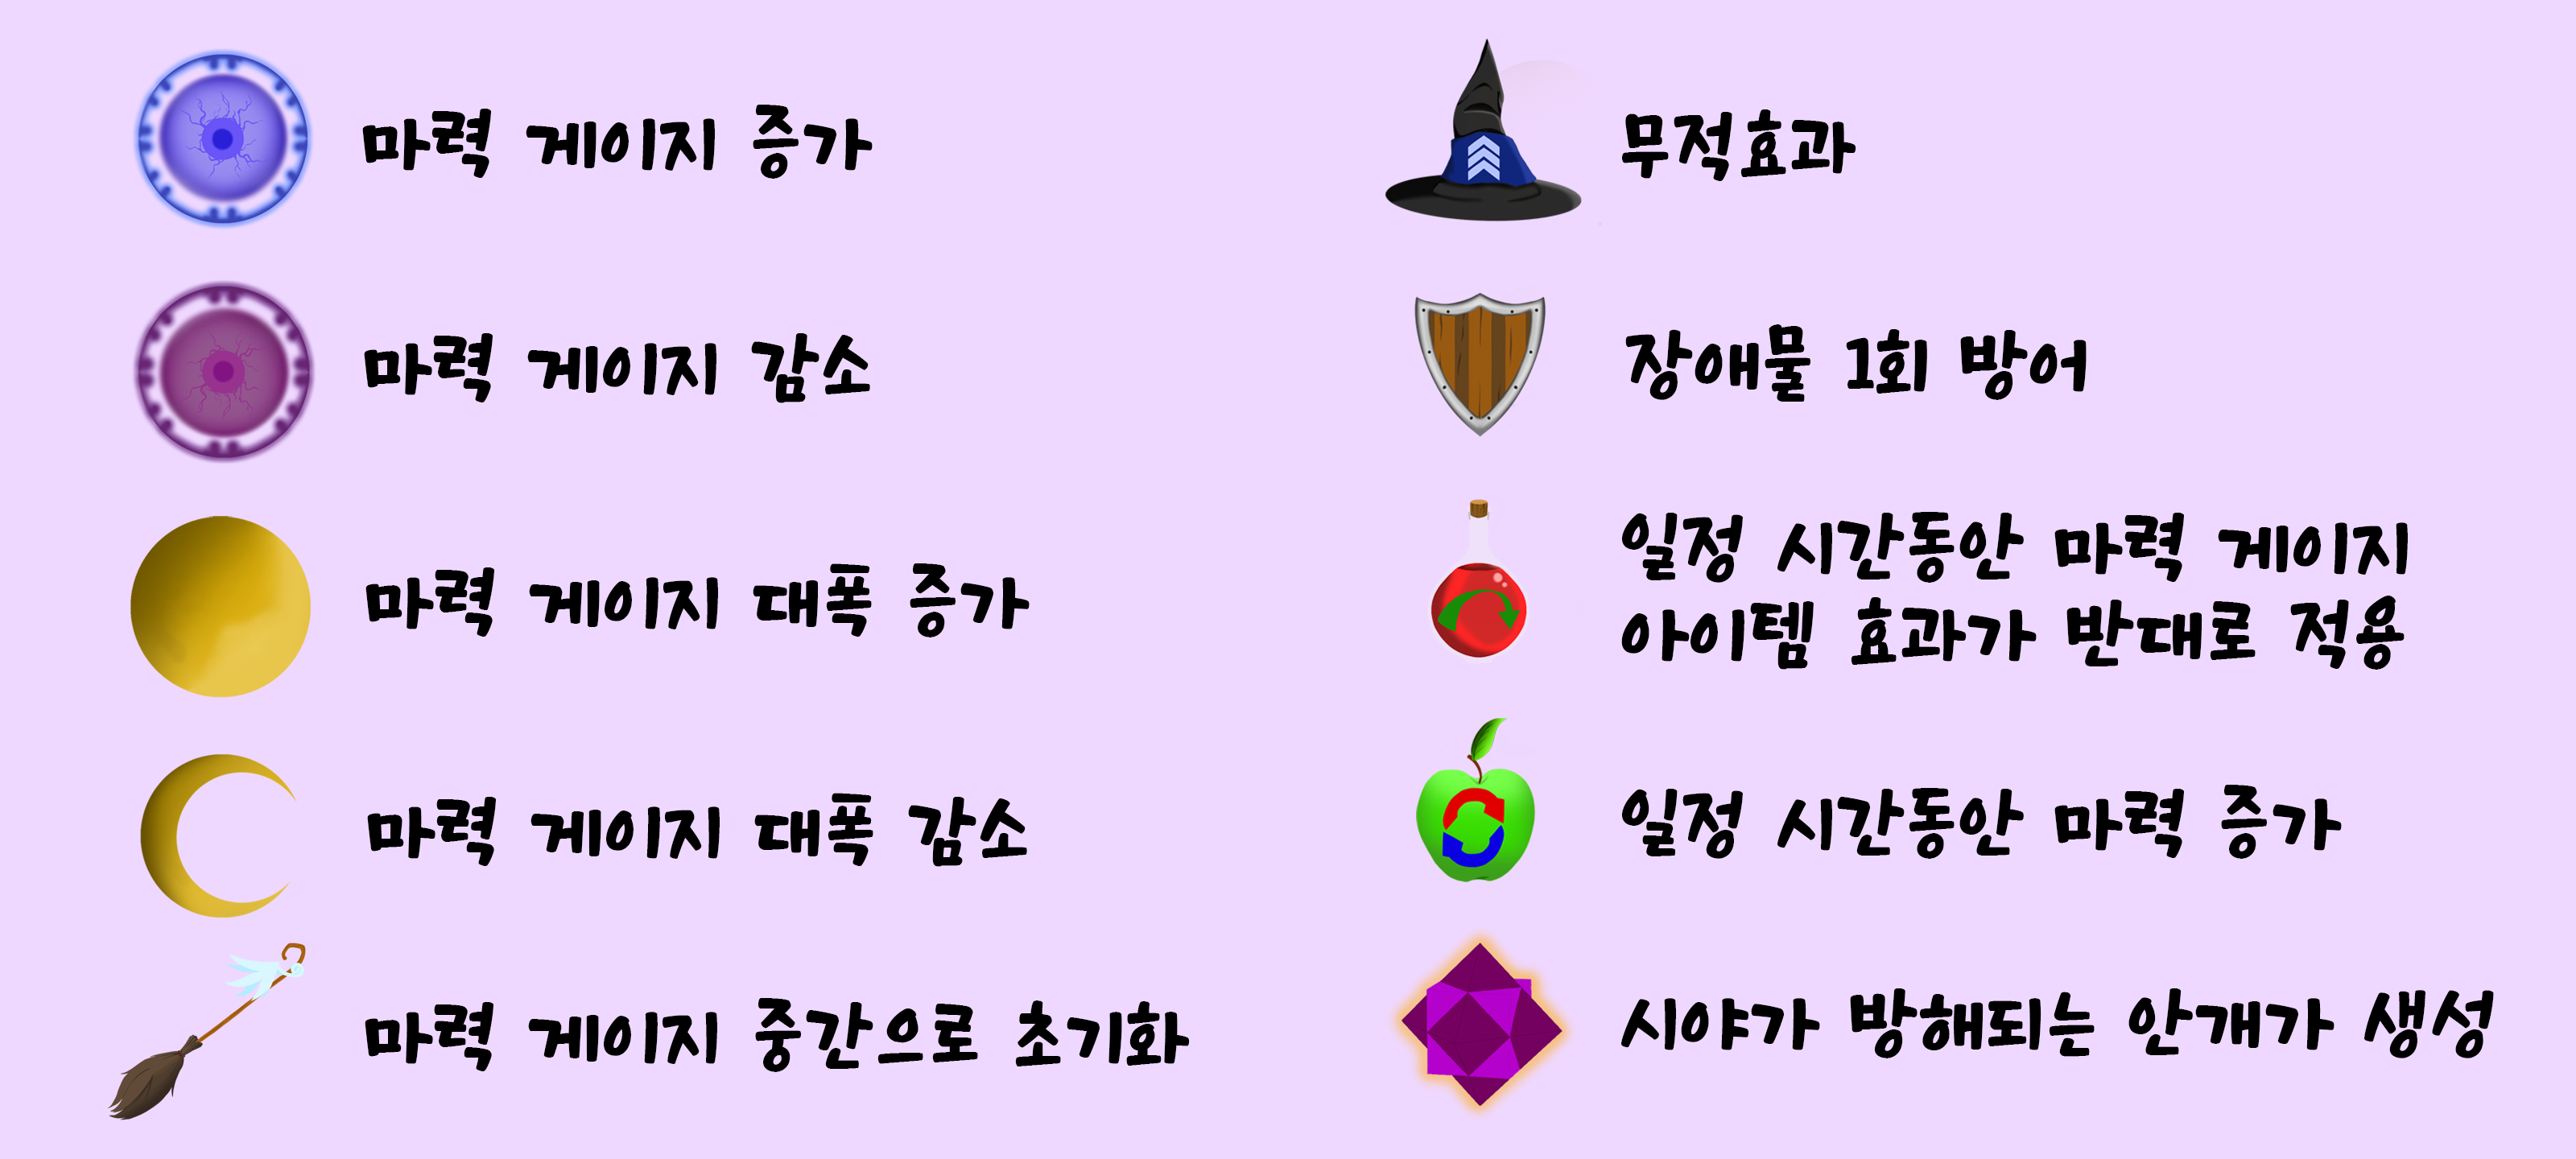 마력 게이지 증가
마력 게이지 감소
마력 게이지 대폭 증가
마력 게이지 대폭 감소
마력 게이지 중간으로 초기화
무적효과
장애물 1회 방어
일정 시간동안 마력 게이지
아이템 효과가 반대로 적용
일정 시간동안 마력 증가
시야가 방해되는 안개가 생성